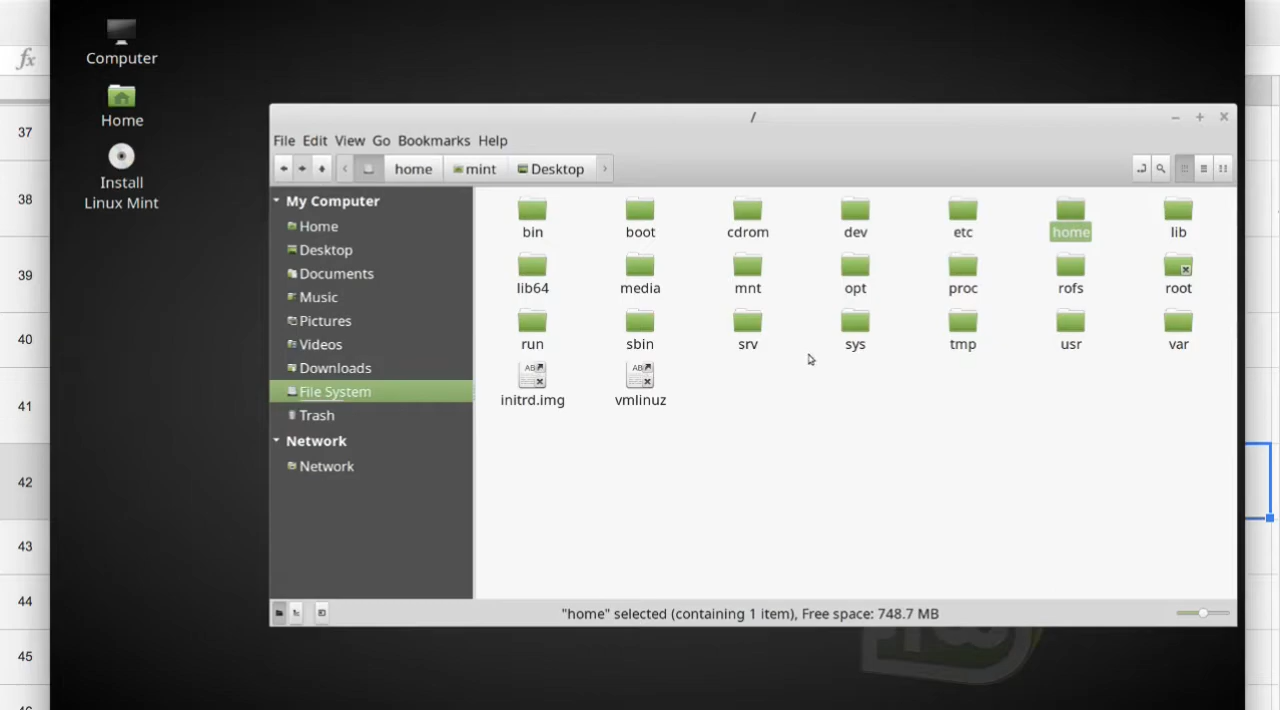 fx
37
38
39
40
41
42
43
44
45
Computer
Home
Install
Linux Mint
/
File Edit View Go Bookmarks Help
home mint Desktop
My Computer
Home
Desktop
Documents
Music
Pictures
Videos
Downloads
File System
Trash
Network
Network
bin boot cdrom dev etc home lib
lib64 media mnt opt proc rofs root
run sbin srv sys tmp usr var
initrd.img vmlinuz
"home" selected (containing 1 item), Free space: 748.7 MB